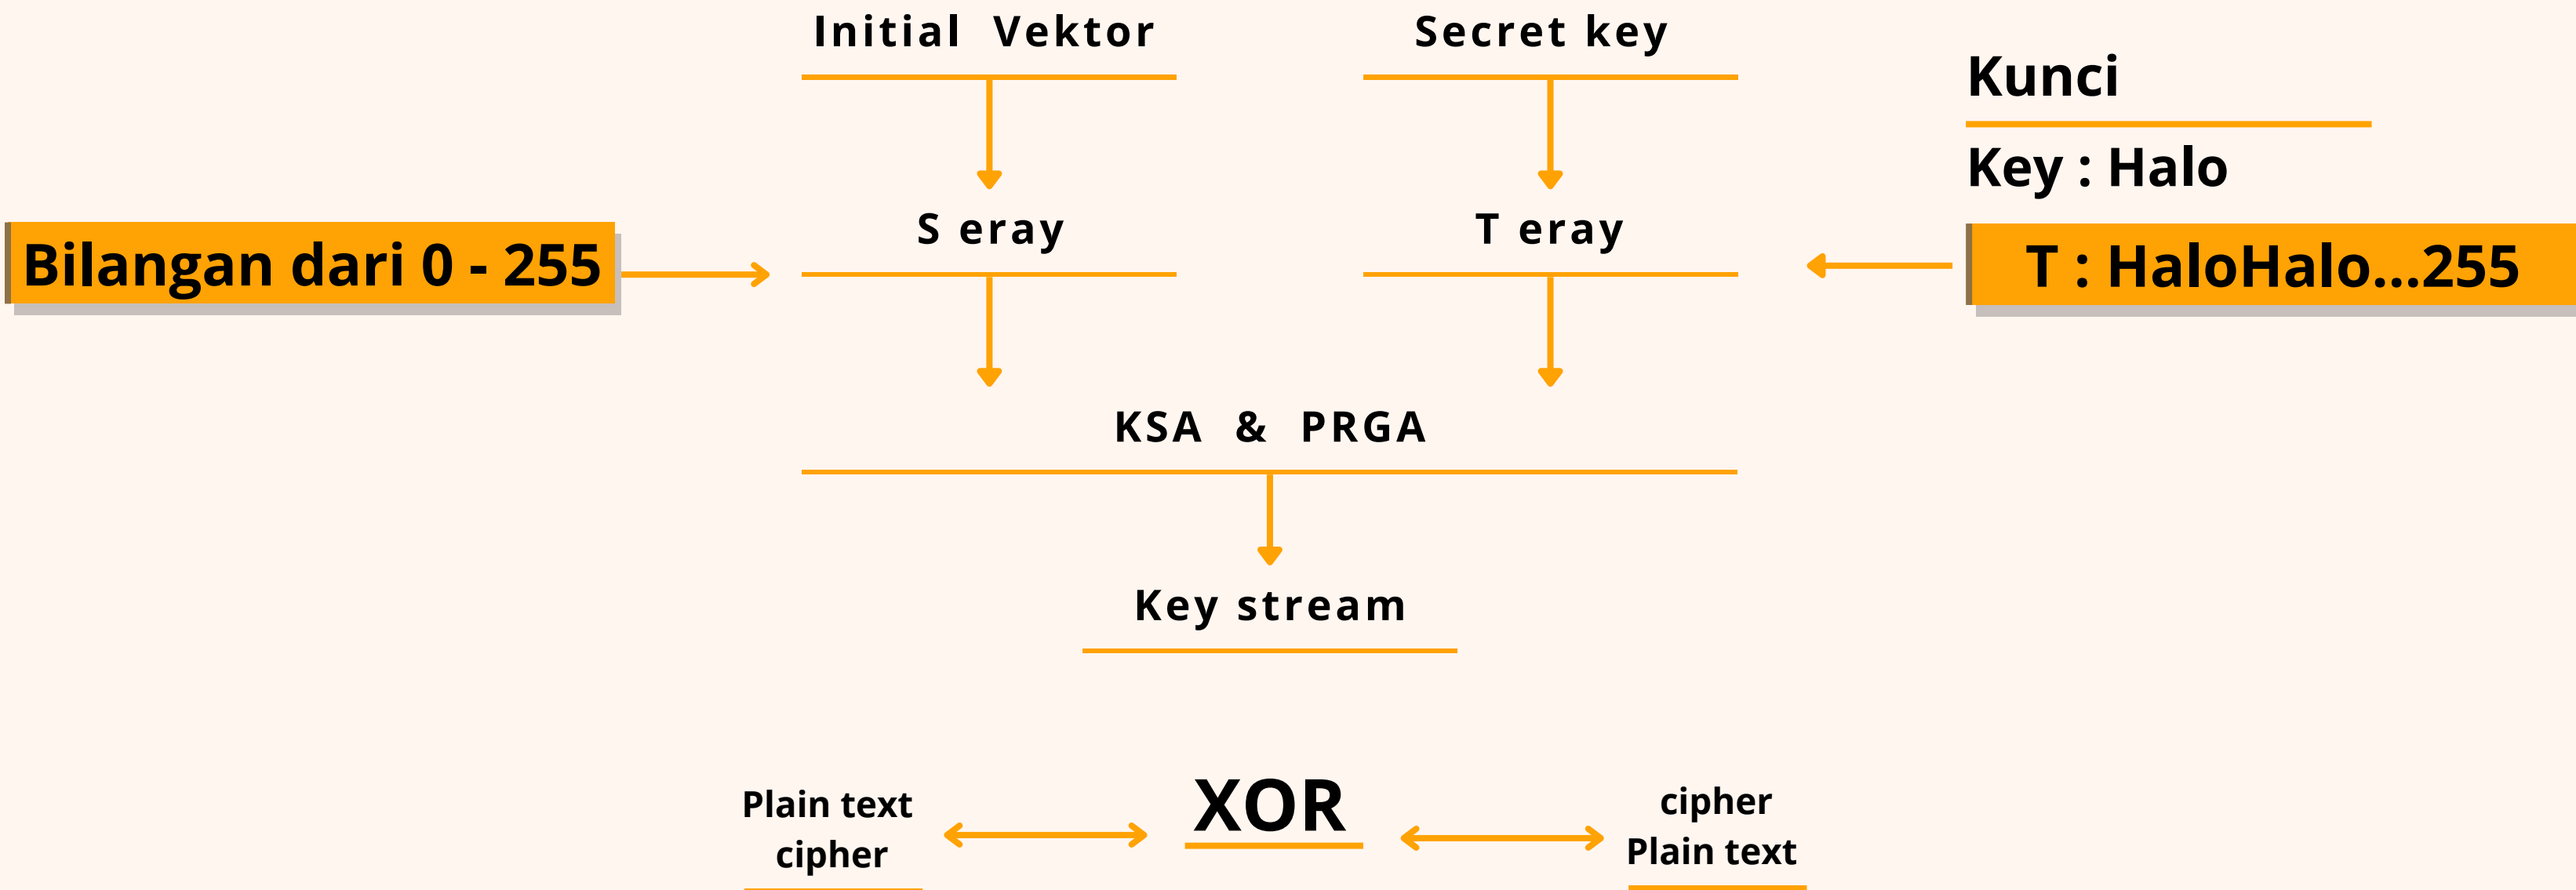 Initial Vektor
Secret key
Kunci
Key : Halo
Bilangan dari 0 - 255
S eray
T eray
T : HaloHalo...255
KSA & PRGA
Key stream
Plain text
cipher
XOR
cipher
Plain text